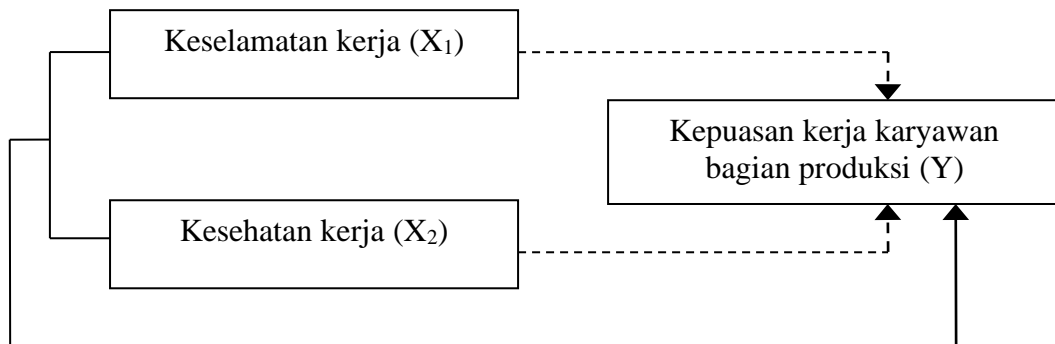 Keselamatan kerja (X₁)
Kepuasan kerja karyawan
bagian produksi (Y)
Kesehatan kerja (X₂)